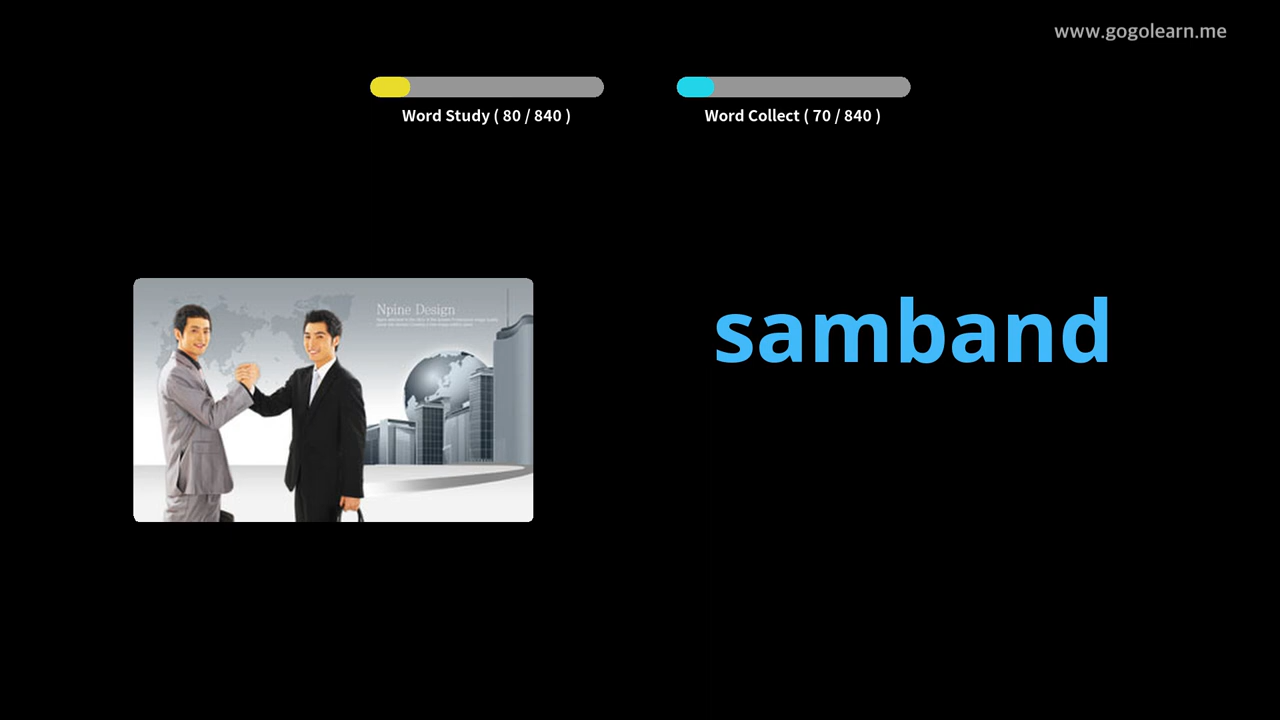 www.gogolearn.me
Word Study ( 80 / 840 )
Word Collect ( 70 / 840 )
Npine Design
samband